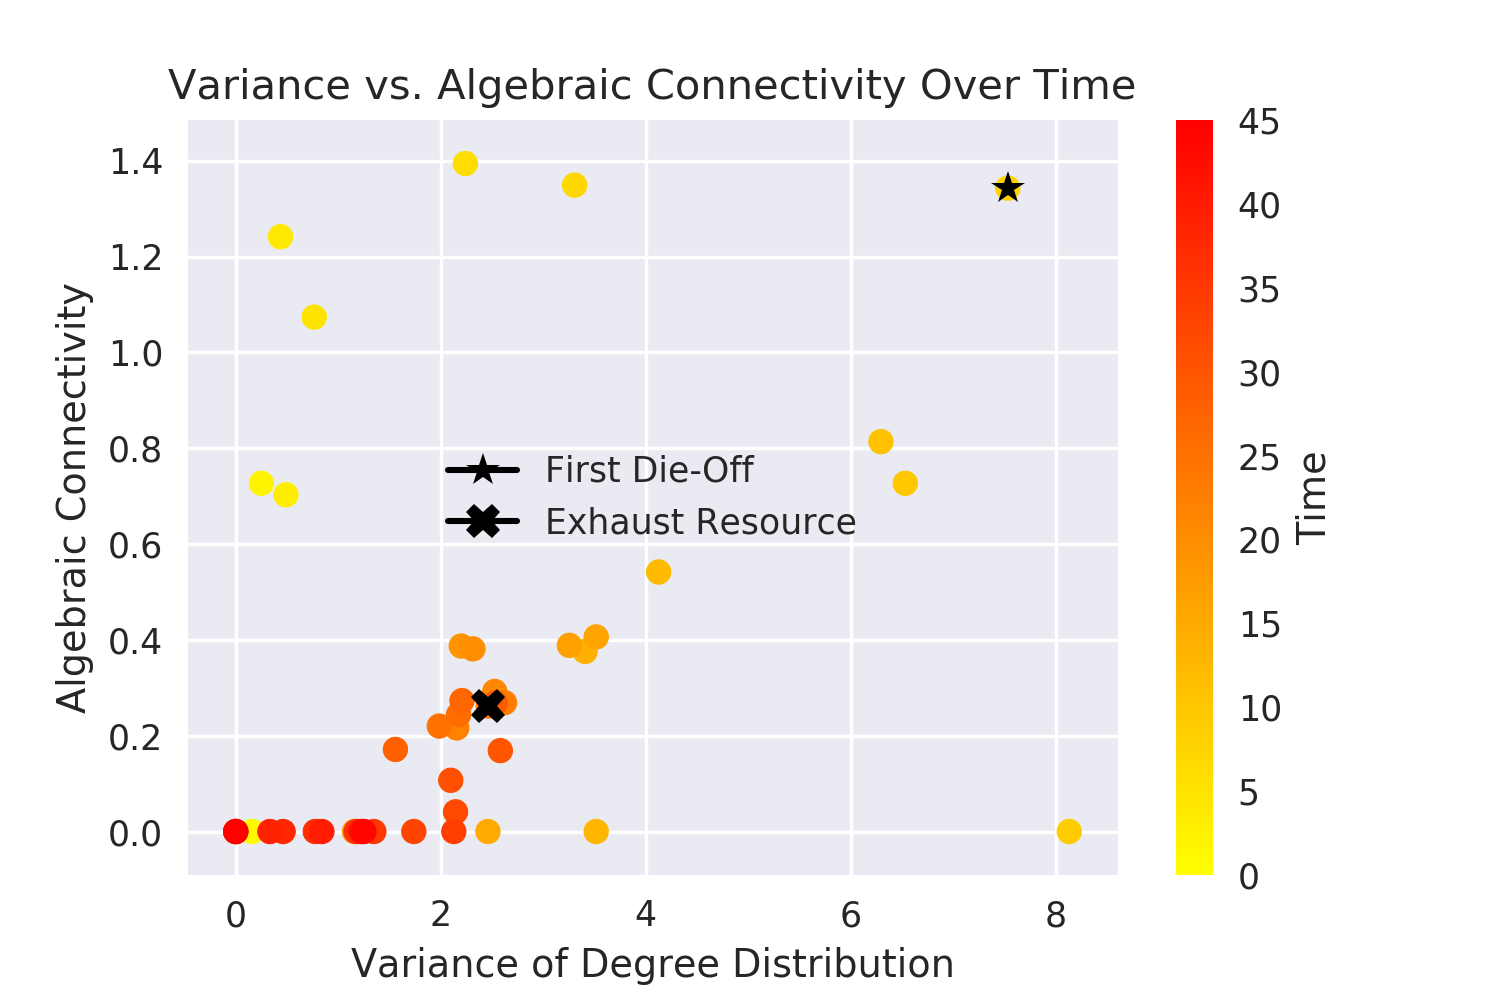 Variance vs. Algebraic Connectivity Over Time
Algebraic Connectivity
1.4
1.2
1.0
0.8
0.6
0.4
0.2
0.0
First Die-Off
Exhaust Resource
0 2 4 6 8
Variance of Degree Distribution
45
40
35
30
25
20
15
10
5
0
Time